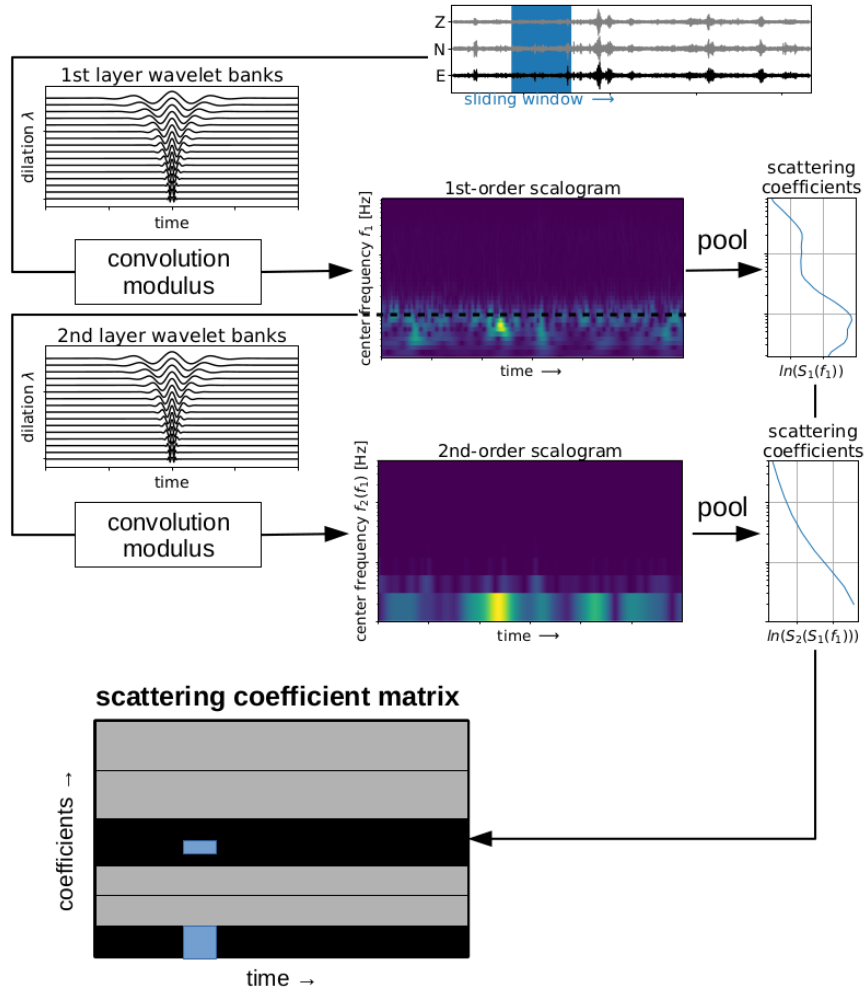 Z
N
E
sliding window →
1st layer wavelet banks
dilation λ
time
convolution
modulus
1st-order scalogram
center frequency f₁ [Hz]
time →
pool
scattering
coefficients
ln(S₁(f₁))
2nd layer wavelet banks
dilation λ
time
convolution
modulus
2nd-order scalogram
center frequency f₂(f₁) [Hz]
time →
pool
scattering
coefficients
ln(S₂(S₁(f₁)))
scattering coefficient matrix
coefficients →
time →